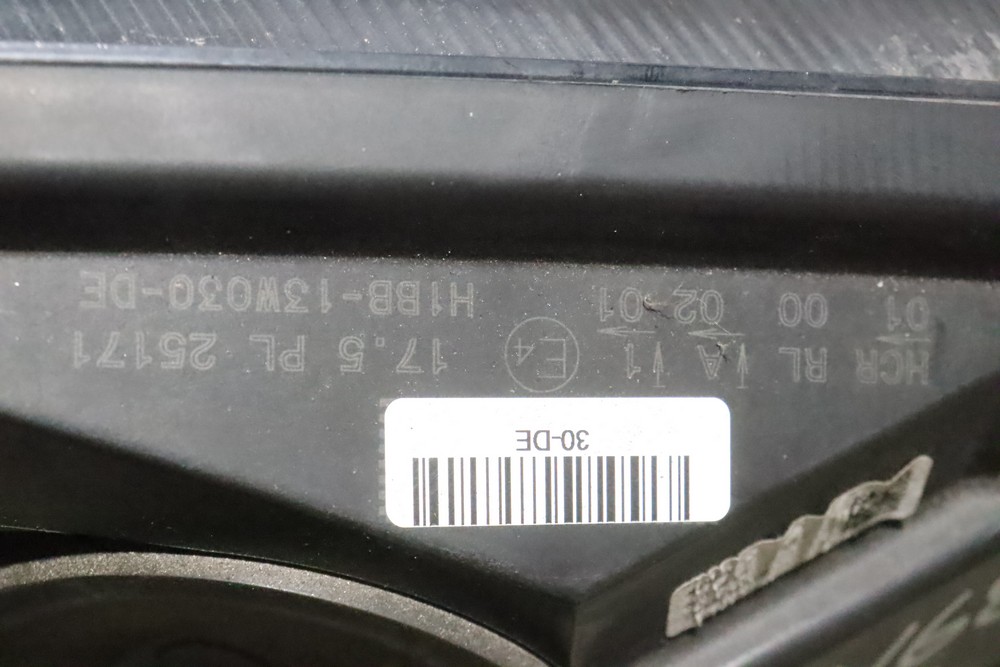 30-DE
HCR RL A 1 E4 17.5 PL 25171
01 00 02 01 H1BB-13W030-DE